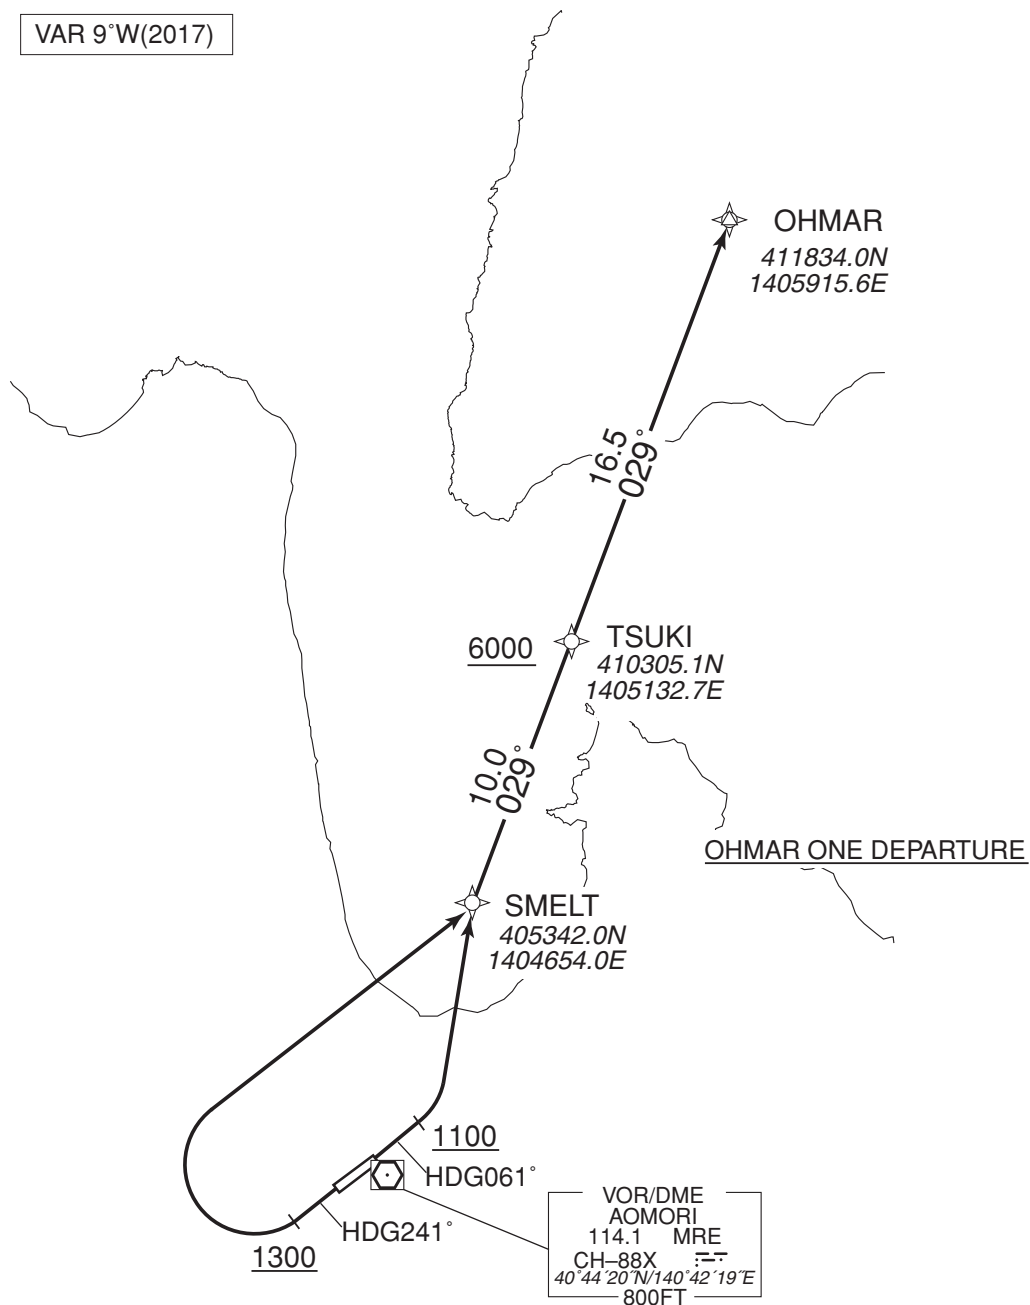 VAR 9°W(2017)
OHMAR
411834.0N
1405915.6E
16.5
029°
6000
TSUKI
410305.1N
1405132.7E
10.0
029°
OHMAR ONE DEPARTURE
SMELT
405342.0N
1404654.0E
1100
HDG061°
HDG241°
1300
VOR/DME
AOMORI
114.1 MRE
CH–88X
40°44´20˝N/140°42´19˝E
800FT